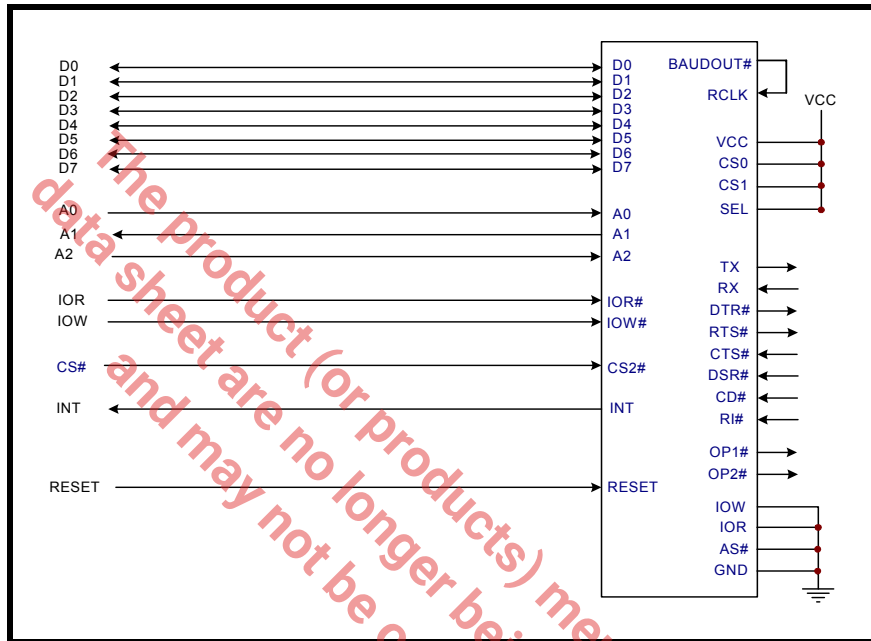 D0 D0 BAUDOUT#
D1 D1
D2 D2 RCLK
D3 D3 VCC
D4 D4
D5 D5 VCC
D6 D6 CS0
D7 D7 CS1
A0 A0 SEL
A1 A1
A2 A2 TX
RX
IOR IOR# DTR#
IOW IOW# RTS#
CTS#
CS# CS2# DSR#
CD#
INT INT RI#
OP1#
OP2#
RESET RESET
IOW
IOR
AS#
GND
The product (or products) mer
data sheet are no longer bei
and may not be o